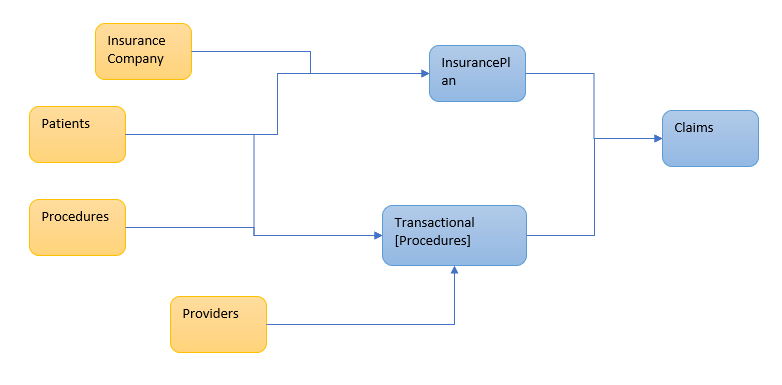 Insurance
Company
InsurancePl
an
Patients
Claims
Procedures
Transactional
[Procedures]
Providers